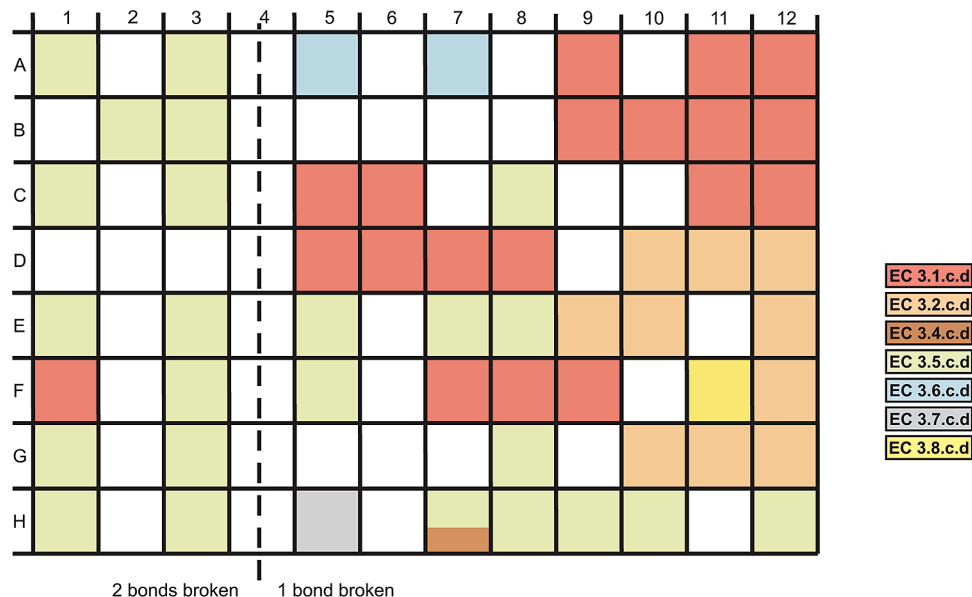 1 2 3 4 5 6 7 8 9 10 11 12
A
B
C
D
E
F
G
H
EC 3.1.c.d
EC 3.2.c.d
EC 3.4.c.d
EC 3.5.c.d
EC 3.6.c.d
EC 3.7.c.d
EC 3.8.c.d
2 bonds broken 1 bond broken